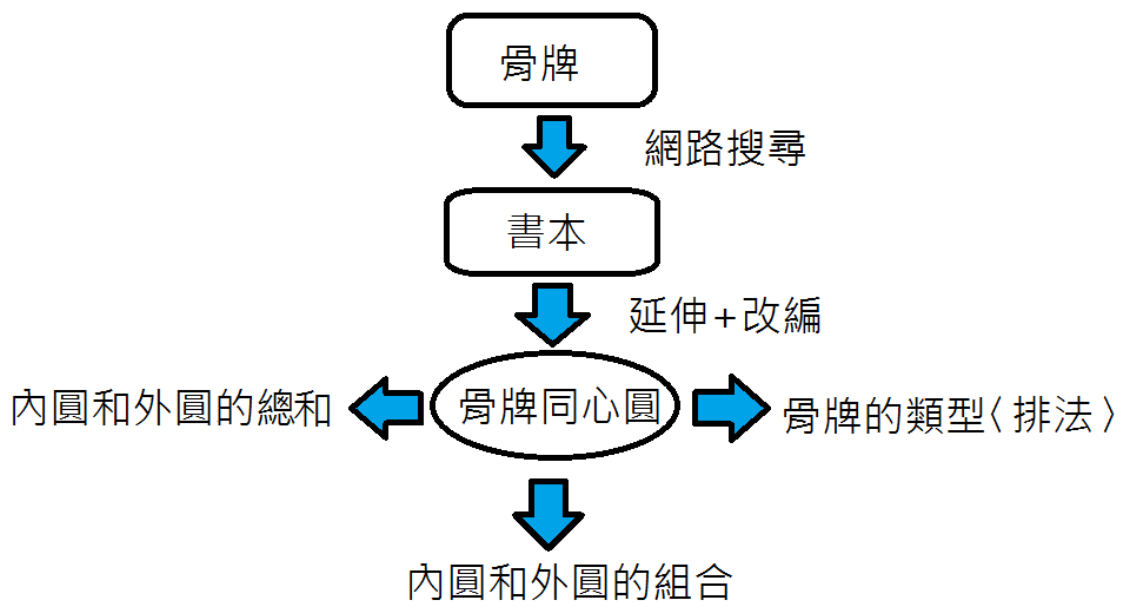 骨牌
網路搜尋
書本
延伸+改編
內圓和外圓的總和
骨牌同心圓
骨牌的類型〈排法〉
內圓和外圓的組合